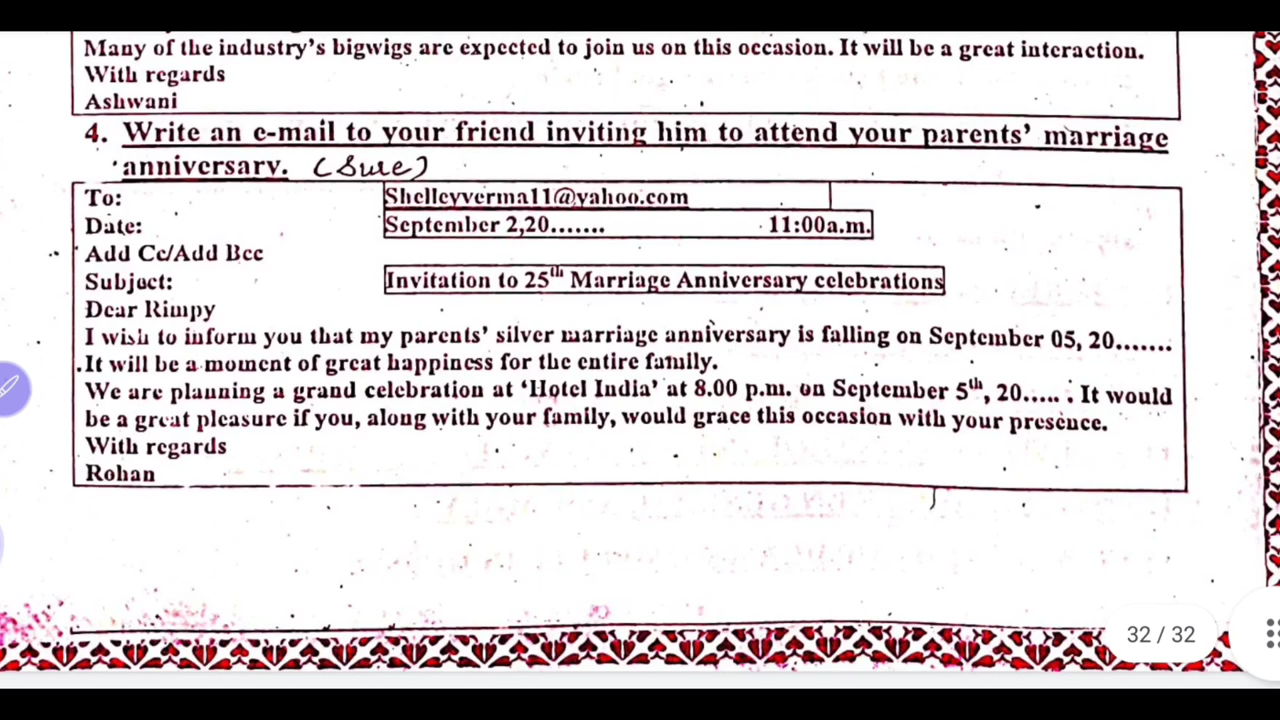 Many of the industry's bigwigs are expected to join us on this occasion. It will be a great interaction.
With regards
Ashwani
4. Write an e-mail to your friend inviting him to attend your parents' marriage
anniversary. (Sure)
To: Shelleyverma11@yahoo.com
Date: September 2,20....... 11:00a.m.
Add Cc/Add Bcc
Subject: Invitation to 25th Marriage Anniversary celebrations
Dear Rimpy
I wish to inform you that my parents' silver marriage anniversary is falling on September 05, 20.......
.It will be a moment of great happiness for the entire family.
We are planning a grand celebration at 'Hotel India' at 8.00 p.m. on September 5th, 20..... . It would
be a great pleasure if you, along with your family, would grace this occasion with your presence.
With regards
Rohan
32 / 32